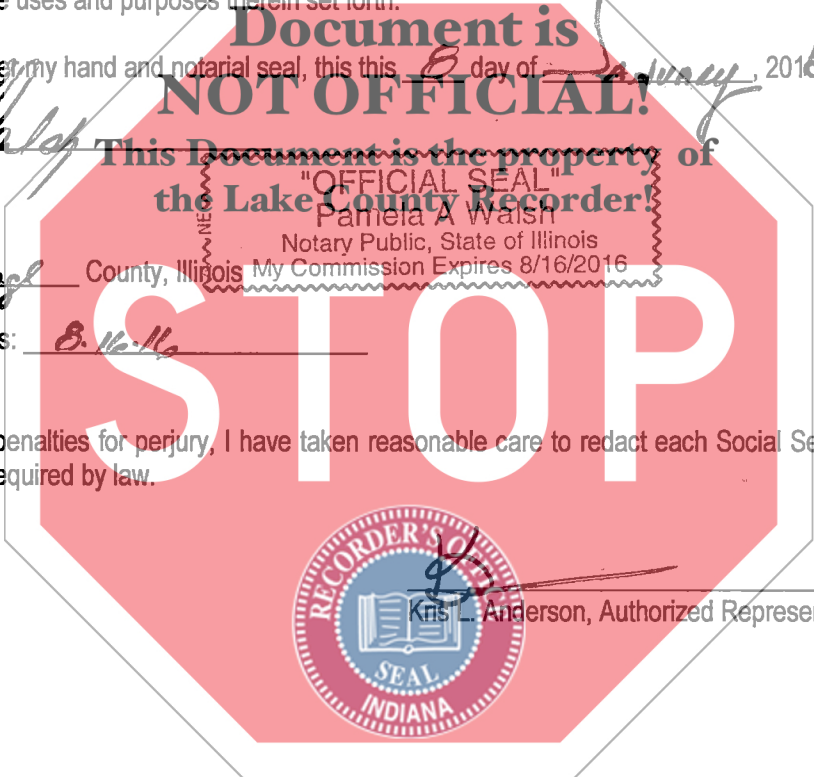 e uses and purposes therein set forth.
Document is
my hand and notarial seal, this this 8 day of January, 201
NOT OFFICIAL!
This Document is the property of
the Lake County Recorder!
"OFFICIAL SEAL"
Pamela A Walsh
Notary Public, State of Illinois
My Commission Expires 8/16/2016
County, Illinois
s: 8.16.16
STOP
penalties for perjury, I have taken reasonable care to redact each Social Se
equired by law.
RECORDER'S OFFICE
SEAL
INDIANA
Kris L. Anderson, Authorized Represen